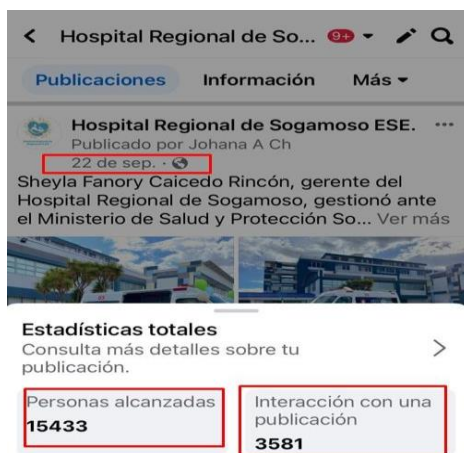 Hospital Regional de So... 9+
Publicaciones Información Más
Hospital Regional de Sogamoso ESE.
Publicado por Johana A Ch
22 de sep. ·
Sheyla Fanory Caicedo Rincón, gerente del
Hospital Regional de Sogamoso, gestionó ante
el Ministerio de Salud y Protección So... Ver más
Estadísticas totales
Consulta más detalles sobre tu
publicación.
Personas alcanzadas
15433
Interacción con una
publicación
3581